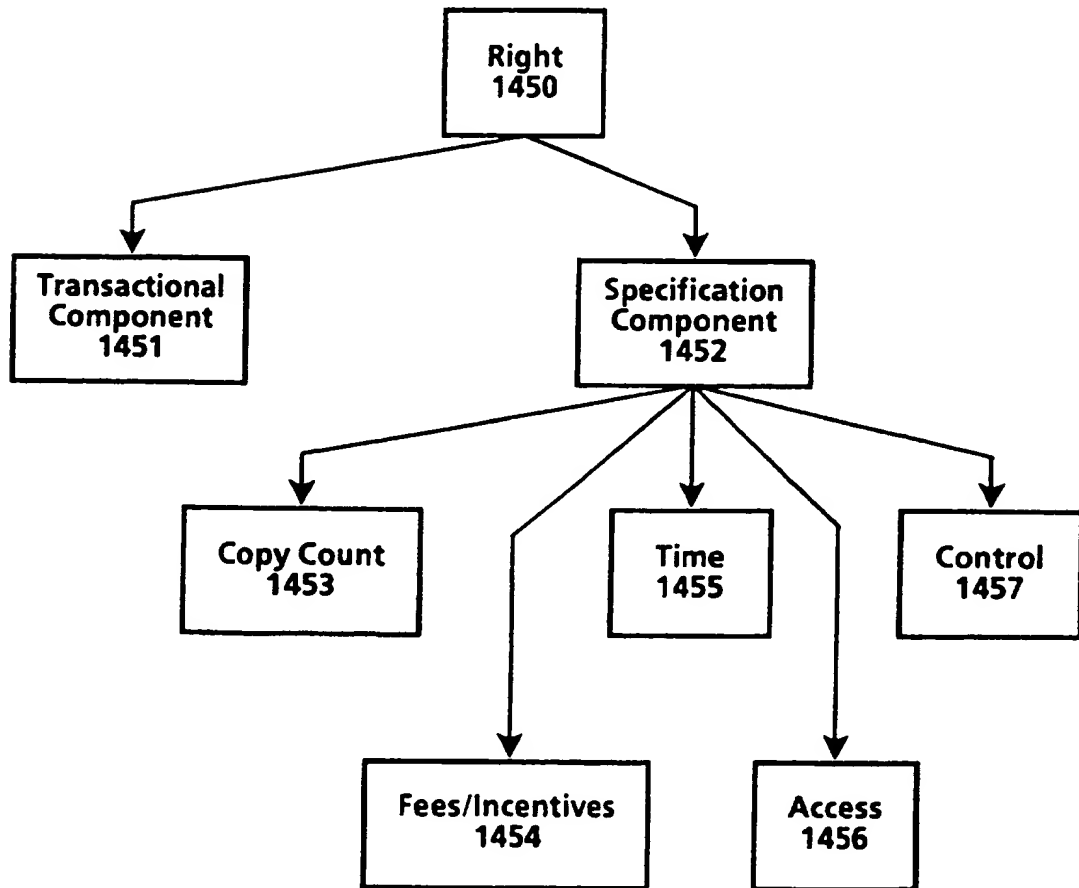 Right
1450
Transactional
Component
1451
Specification
Component
1452
Copy Count
1453
Time
1455
Control
1457
Fees/Incentives
1454
Access
1456